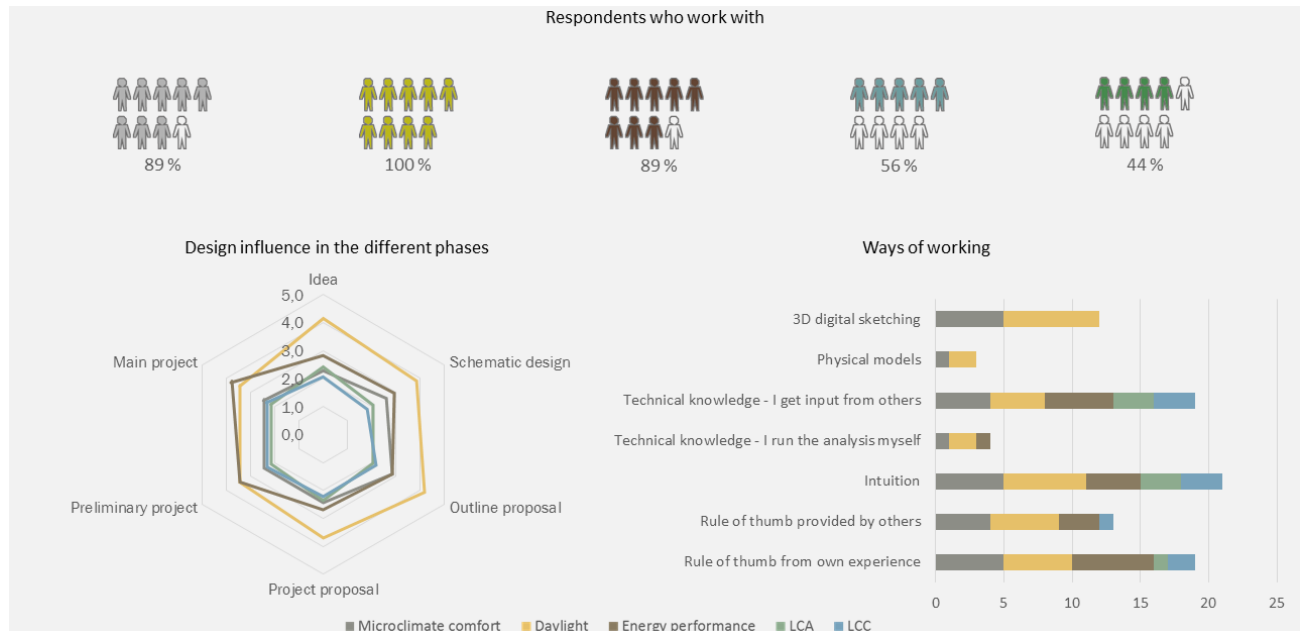 Respondents who work with
89 %
100 %
89 %
56 %
44 %
Design influence in the different phases
Idea
5,0
4,0
3,0
2,0
1,0
0,0
Main project
Schematic design
Preliminary project
Outline proposal
Project proposal
Ways of working
3D digital sketching
Physical models
Technical knowledge - I get input from others
Technical knowledge - I run the analysis myself
Intuition
Rule of thumb provided by others
Rule of thumb from own experience
0 5 10 15 20 25
Microclimate comfort Daylight Energy performance LCA LCC